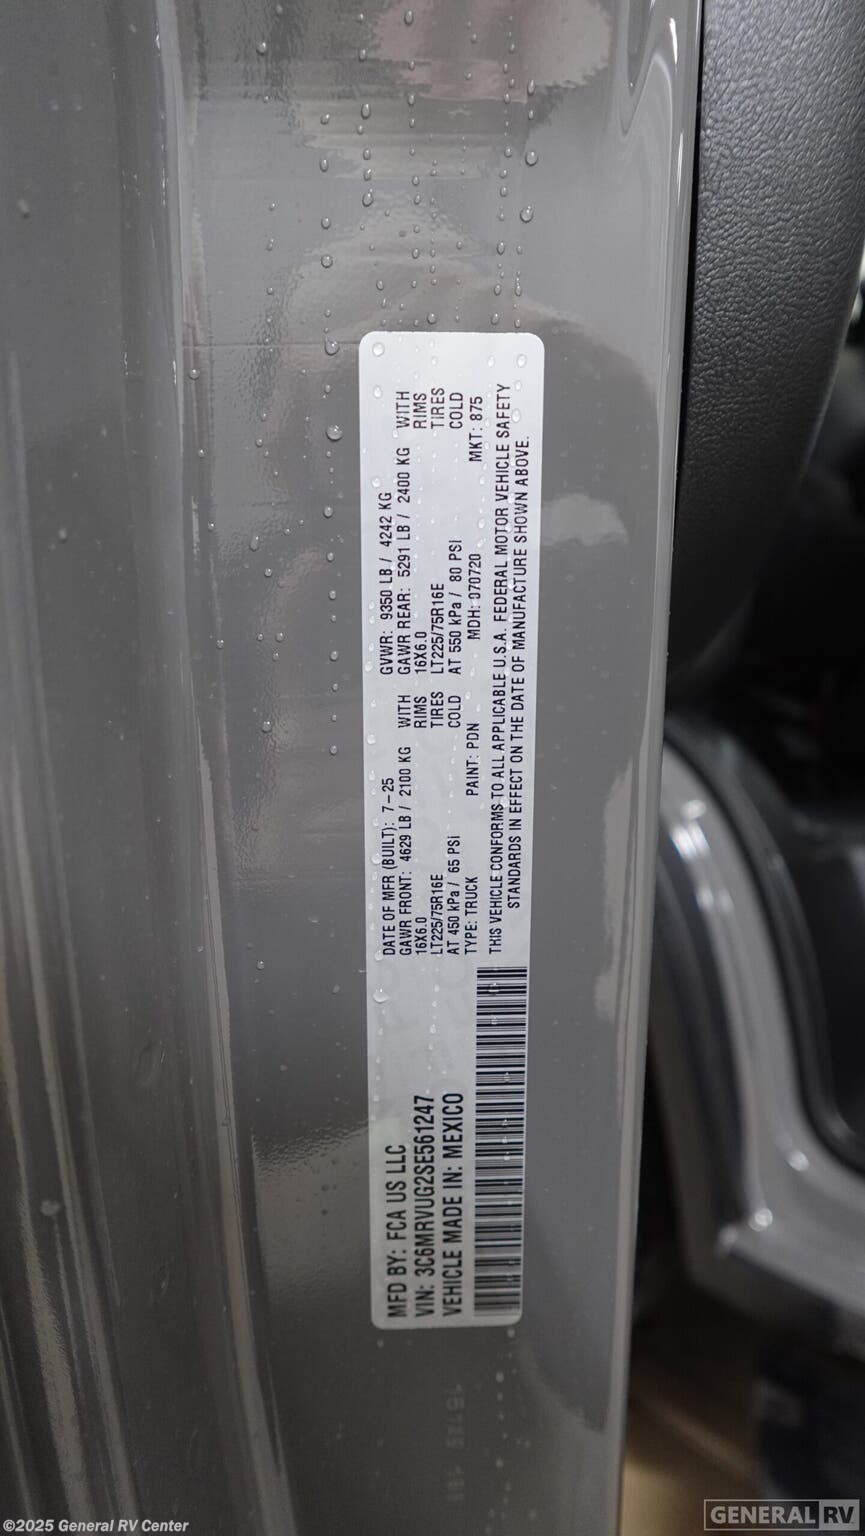 MFD BY: FCA US LLC
VIN: 3C6MRVUG2SE561247
VEHICLE MADE IN: MEXICO
DATE OF MFR (BUILT): 7-25
GAWR FRONT: 4629 LB / 2100 KG WITH
16X6.0 RIMS
LT225/75R16E TIRES
AT 450 kPa / 65 PSI COLD
TYPE: TRUCK PAINT: PDN
GVWR: 9350 LB / 4242 KG
GAWR REAR: 5291 LB / 2400 KG WITH
16X6.0 RIMS
LT225/75R16E TIRES
AT 550 kPa / 80 PSI COLD
MDH: 070720 MKT: 875
THIS VEHICLE CONFORMS TO ALL APPLICABLE U.S.A. FEDERAL MOTOR VEHICLE SAFETY
STANDARDS IN EFFECT ON THE DATE OF MANUFACTURE SHOWN ABOVE.
©2025 General RV Center
GENERAL RV